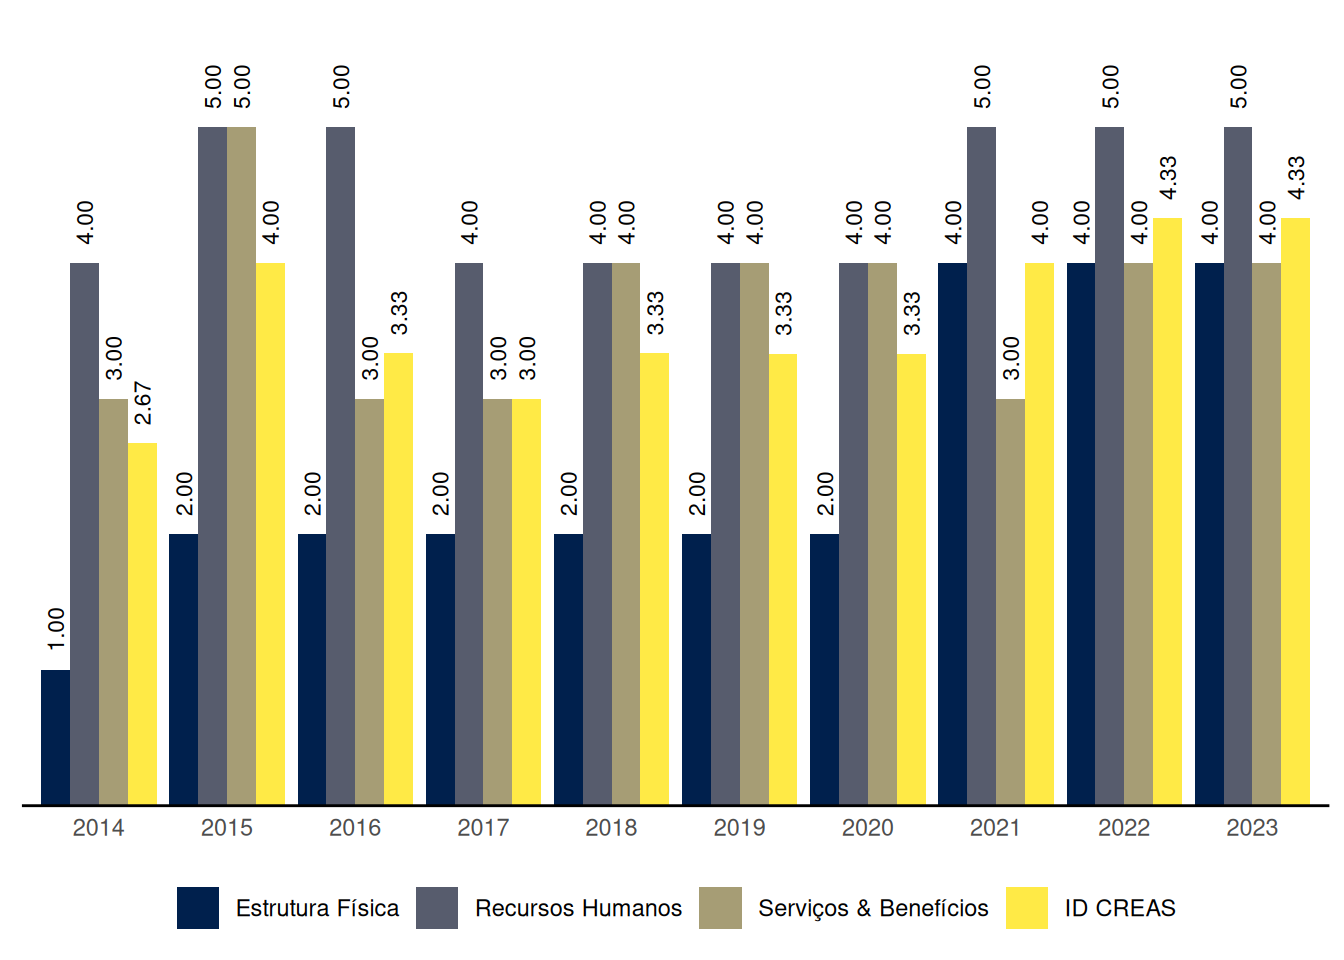 5.00 5.00 5.00 5.00 5.00 5.00
4.33 4.33
4.00 4.00 4.00 4.00 4.00 4.00 4.00 4.00 4.00 4.00 4.00 4.00 4.00 4.00 4.00
3.33 3.33 3.33 3.33
3.00 3.00 3.00 3.00 3.00
2.67
2.00 2.00 2.00 2.00 2.00 2.00
1.00
2014 2015 2016 2017 2018 2019 2020 2021 2022 2023
Estrutura Física Recursos Humanos Serviços & Benefícios ID CREAS